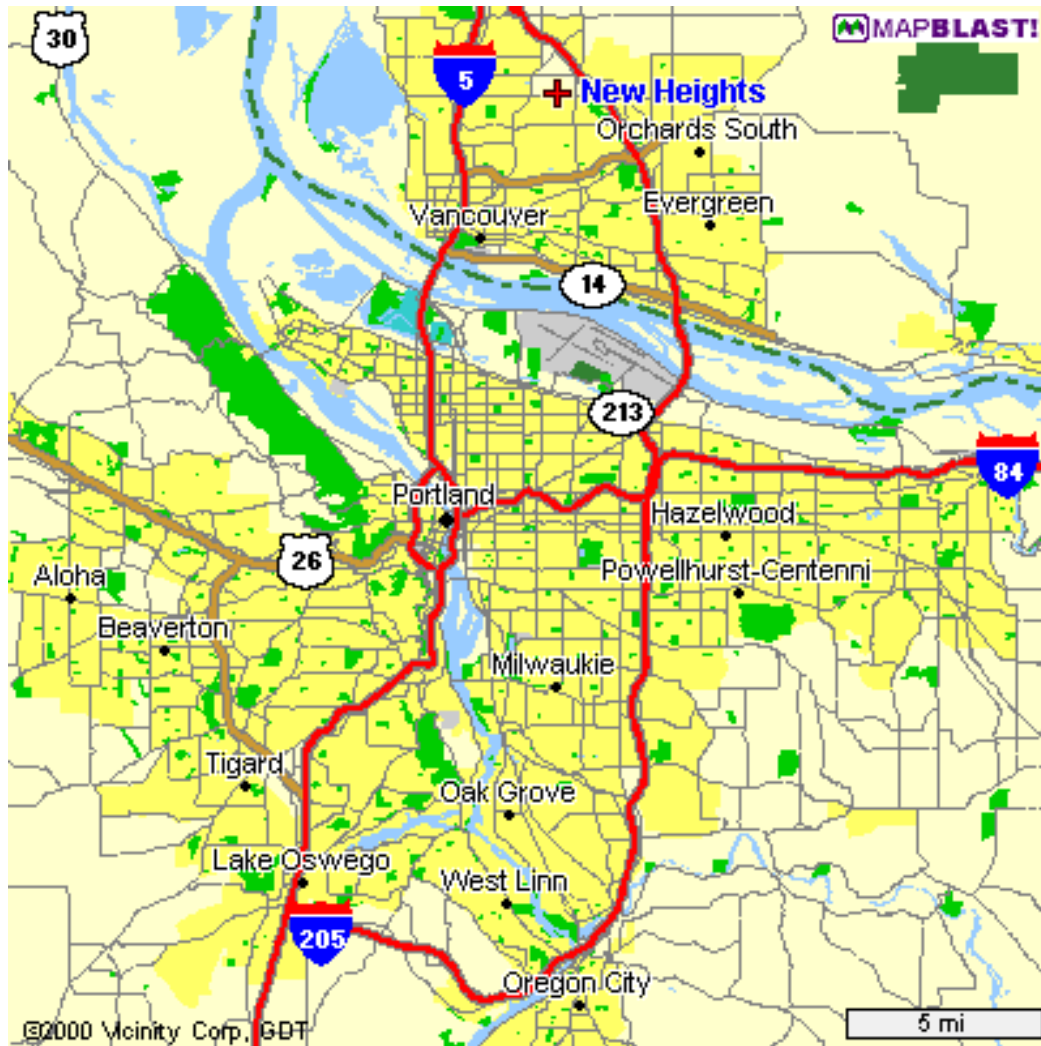 30
MAPBLAST!
5
New Heights
Orchards South
Vancouver
Evergreen
14
213
84
Portland
Hazelwood
26
Aloha
Powellhurst-Centenni
Beaverton
Milwaukie
Tigard
Oak Grove
Lake Oswego
West Linn
205
Oregon City
©2000 Vicinity Corp, GDT
5 mi